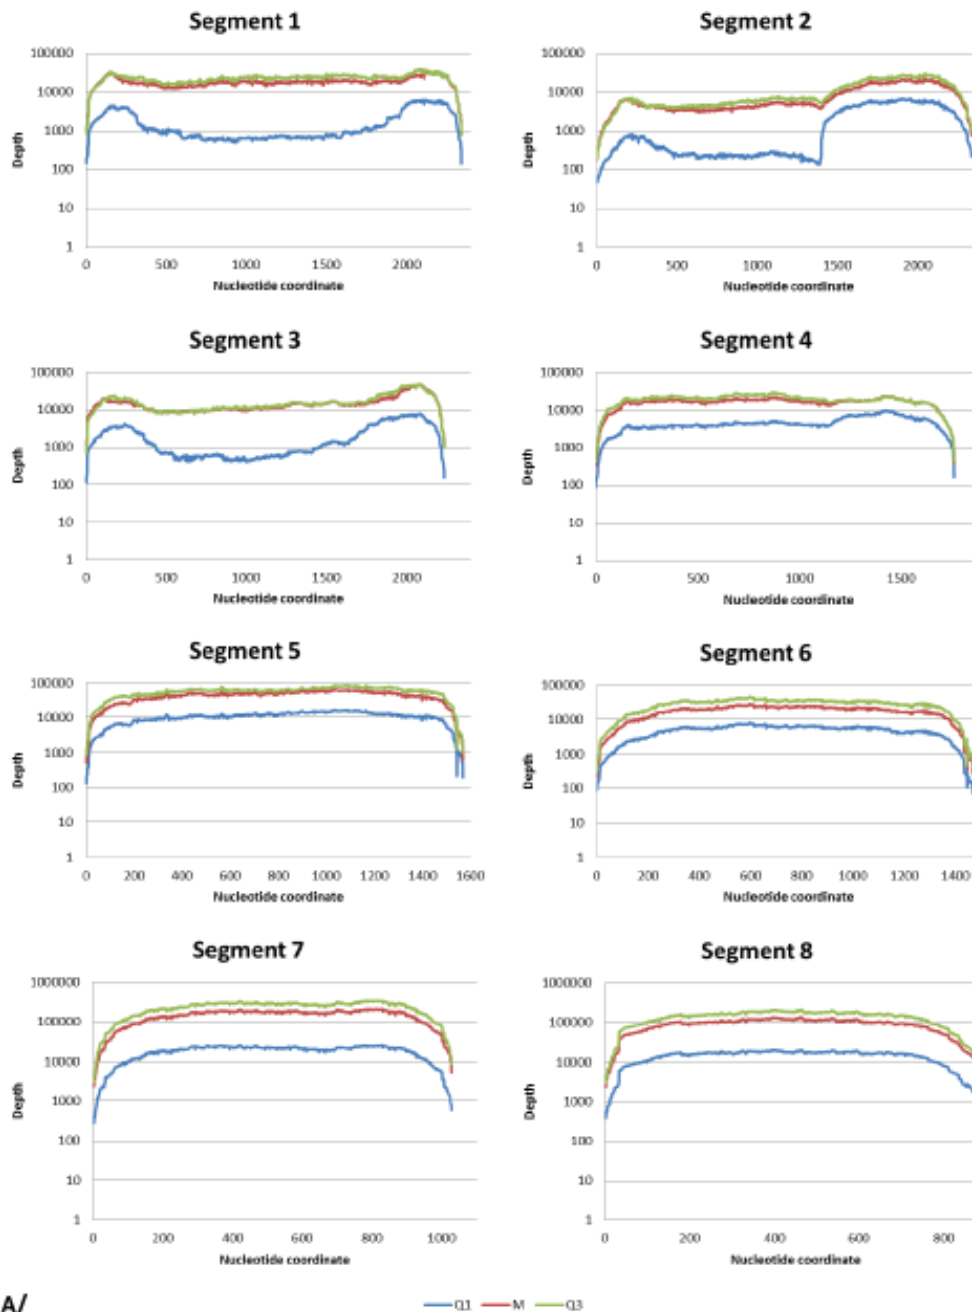 Segment 1
100000
10000
1000
100
10
1
Depth
0 500 1000 1500 2000
Nucleotide coordinate
Segment 2
100000
10000
1000
100
10
1
Depth
0 500 1000 1500 2000
Nucleotide coordinate
Segment 3
100000
10000
1000
100
10
1
Depth
0 500 1000 1500 2000
Nucleotide coordinate
Segment 4
100000
10000
1000
100
10
1
Depth
0 500 1000 1500
Nucleotide coordinate
Segment 5
100000
10000
1000
100
10
1
Depth
0 200 400 600 800 1000 1200 1400 1600
Nucleotide coordinate
Segment 6
100000
10000
1000
100
10
1
Depth
0 200 400 600 800 1000 1200 1400
Nucleotide coordinate
Segment 7
1000000
100000
10000
1000
100
10
1
Depth
0 200 400 600 800 1000
Nucleotide coordinate
Segment 8
1000000
100000
10000
1000
100
10
1
Depth
0 200 400 600 800
Nucleotide coordinate
A/
Q1 M Q3